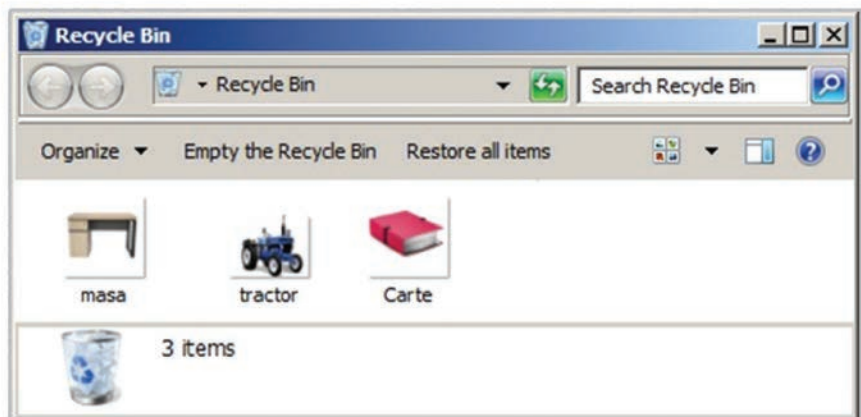 Recycle Bin
Recycle Bin Search Recycle Bin
Organize Empty the Recycle Bin Restore all items
masa tractor Carte
3 items